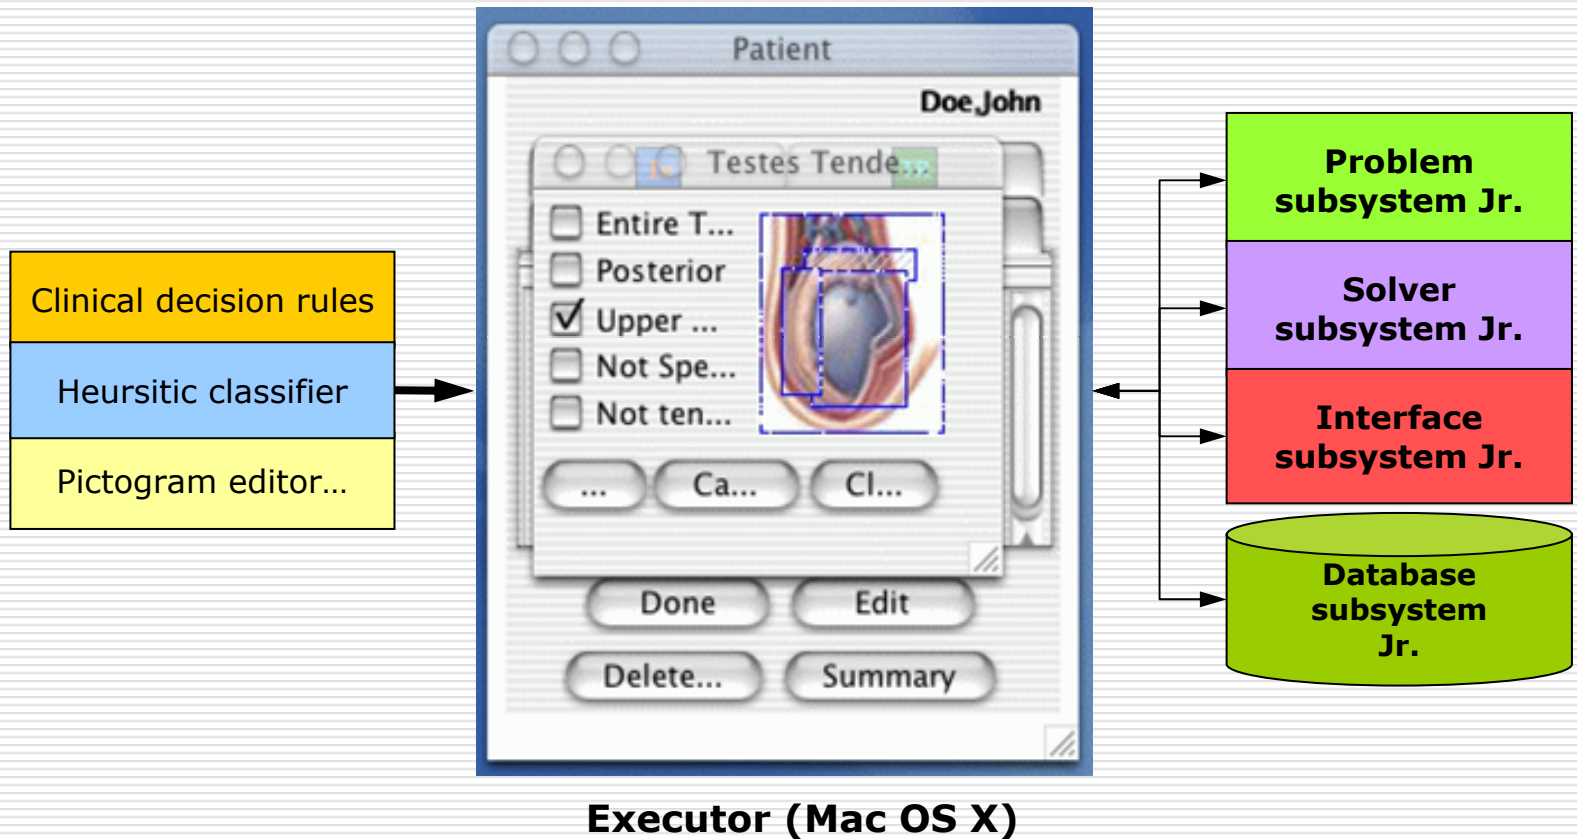 Patient
Doe,John
Testes Tende...
Entire T...
Posterior
Upper ...
Not Spe...
Not ten...
...
Ca...
Cl...
Done
Edit
Delete...
Summary
Clinical decision rules
Heursitic classifier
Pictogram editor...
Problem
subsystem Jr.
Solver
subsystem Jr.
Interface
subsystem Jr.
Database
subsystem
Jr.
Executor (Mac OS X)